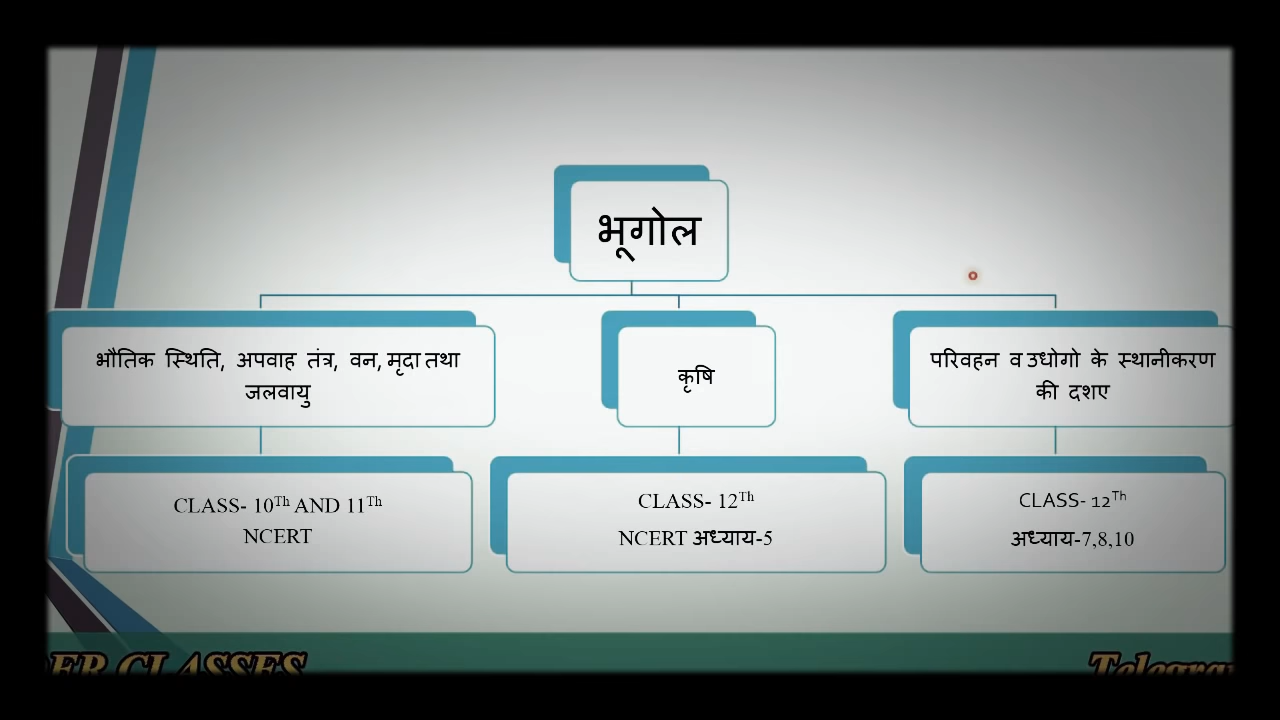 भूगोल
भौतिक स्थिति, अपवाह तंत्र, वन, मृदा तथा
जलवायु
कृषि
परिवहन व उधोगो के स्थानीकरण
की दशए
CLASS- 10Th AND 11Th
NCERT
CLASS- 12Th
NCERT अध्याय-5
CLASS- 12Th
अध्याय-7,8,10
CLASSES